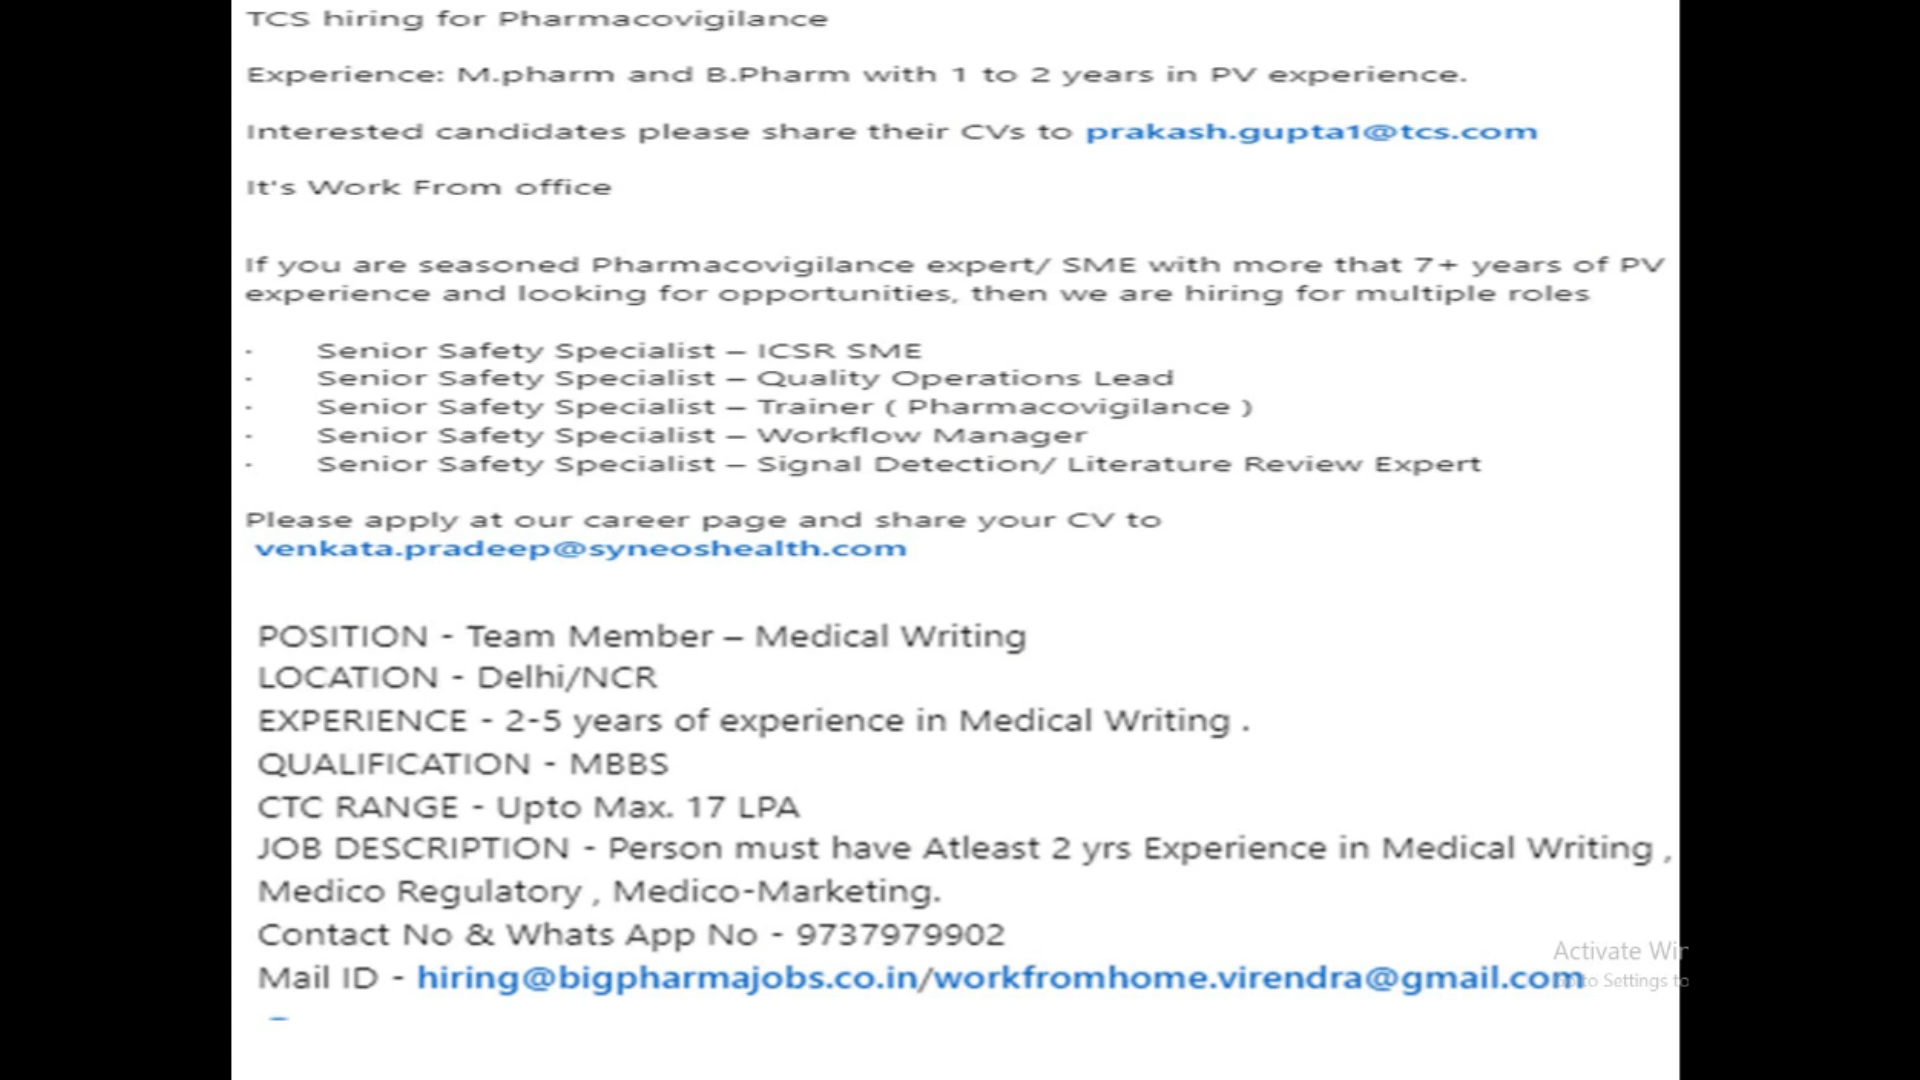 TCS hiring for Pharmacovigilance
Experience: M.pharm and B.Pharm with 1 to 2 years in PV experience.
Interested candidates please share their CVs to prakash.gupta1@tcs.com
It's Work From office
If you are seasoned Pharmacovigilance expert/ SME with more that 7+ years of PV
experience and looking for opportunities, then we are hiring for multiple roles
· Senior Safety Specialist – ICSR SME
· Senior Safety Specialist – Quality Operations Lead
· Senior Safety Specialist – Trainer ( Pharmacovigilance )
· Senior Safety Specialist – Workflow Manager
· Senior Safety Specialist – Signal Detection/ Literature Review Expert
Please apply at our career page and share your CV to
venkata.pradeep@syneoshealth.com
POSITION - Team Member – Medical Writing
LOCATION - Delhi/NCR
EXPERIENCE - 2-5 years of experience in Medical Writing .
QUALIFICATION - MBBS
CTC RANGE - Upto Max. 17 LPA
JOB DESCRIPTION - Person must have Atleast 2 yrs Experience in Medical Writing ,
Medico Regulatory , Medico-Marketing.
Contact No & Whats App No - 9737979902
Activate Wi
Mail ID - hiring@bigpharmajobs.co.in/workfromhome.virendra@gmail.com
to Settings to